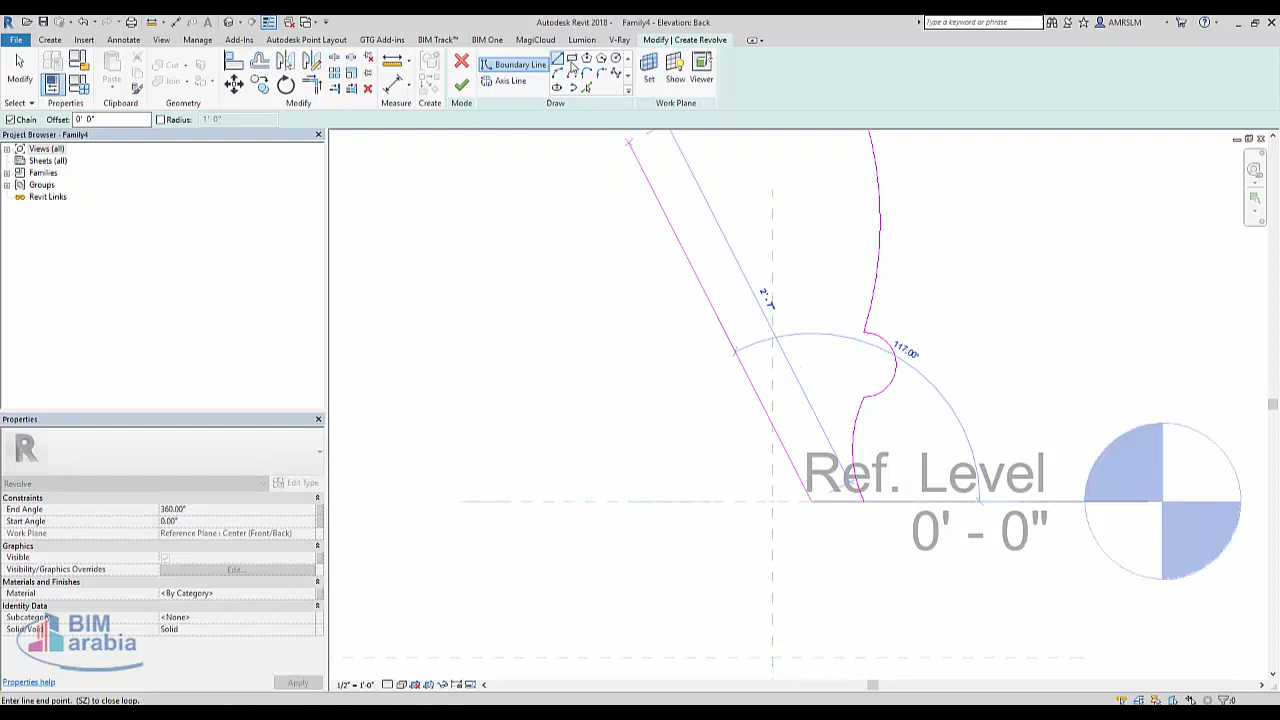 Autodesk Revit 2018 - Family4 - Elevation: Back
Type a keyword or phrase
AMRSLM
File Create Insert Annotate View Manage Add-Ins Autodesk Point Layout GTG Add-ins BIM Track™ BIM One MagiCloud Lumion V-Ray Modify | Create Revolve
Modify
Paste
Cut
Join
Create
Boundary Line
Axis Line
Set Show Viewer
Select Properties Clipboard Geometry Modify Measure Create Mode Draw Work Plane
Chain Offset: 0' 0" Radius: 1' 0"
Project Browser - Family4
Views (all)
Sheets (all)
Families
Groups
Revit Links
Properties
Revolve
Edit Type
Constraints
End Angle 360.00°
Start Angle 0.00°
Work Plane Reference Plane : Center (Front/Back)
Graphics
Visible
Visibility/Graphics Overrides Edit...
Materials and Finishes
Material <By Category>
Identity Data
Subcategory <None>
Solid/Void Solid
BIM
arabia
Properties help
Apply
2' - 7"
117.00°
Ref. Level
0' - 0"
1/2" = 1'-0"
Enter line end point. (SZ) to close loop.
:0